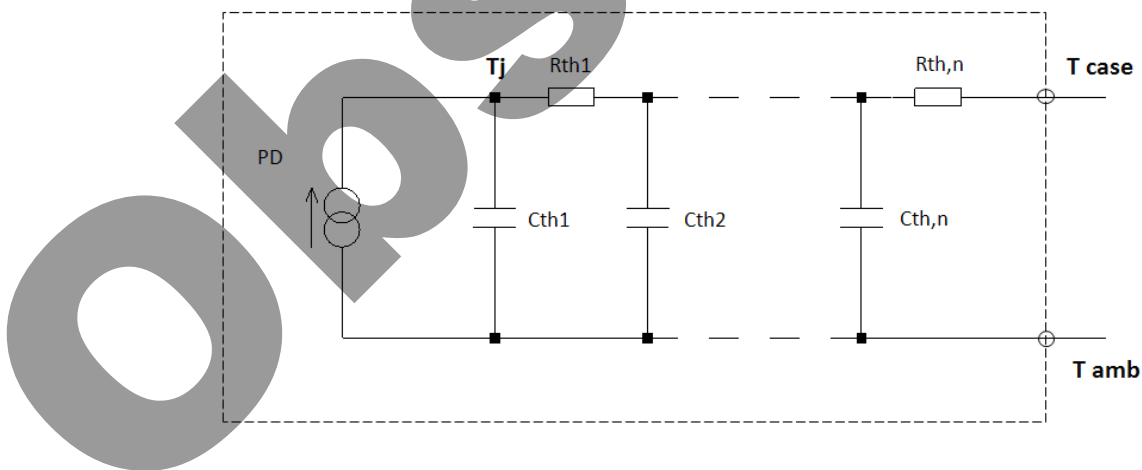 Tj
Rth1
Rth,n
T case
PD
Cth1
Cth2
Cth,n
T amb
Obs